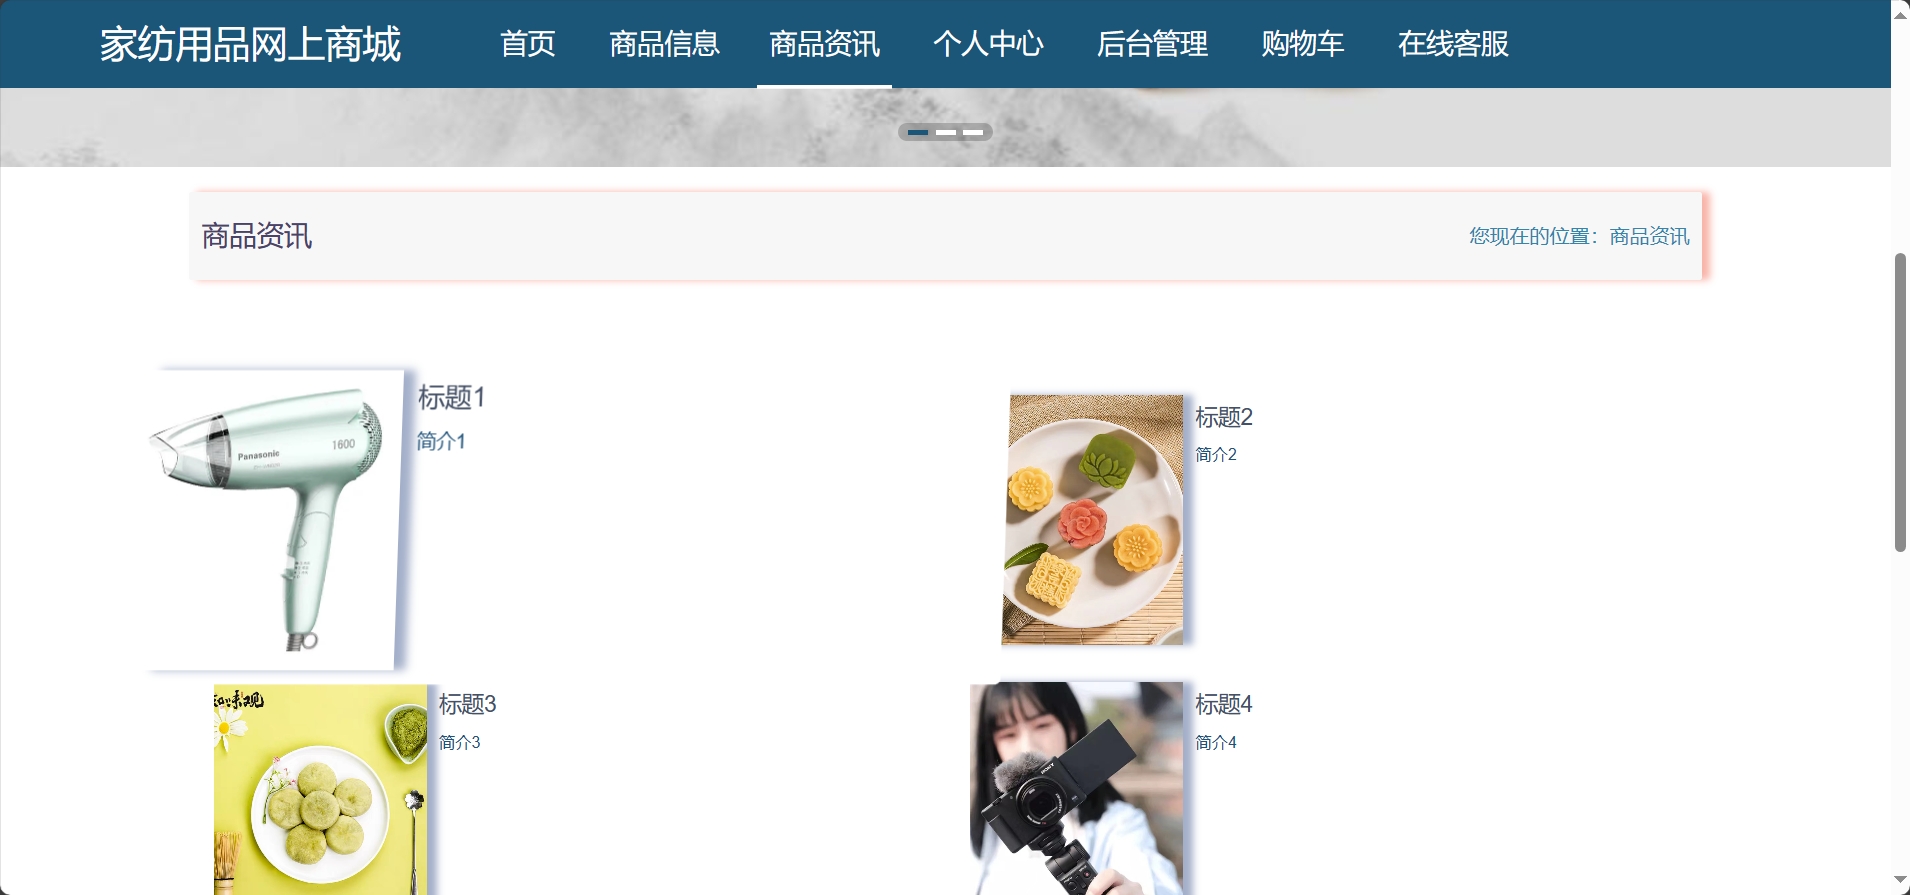 家纺用品网上商城 首页 商品信息 商品资讯 个人中心 后台管理 购物车 在线客服
商品资讯 您现在的位置：商品资讯
标题1
简介1
Panasonic
1600
标题2
简介2
标题3
简介3
标题4
简介4
SONY